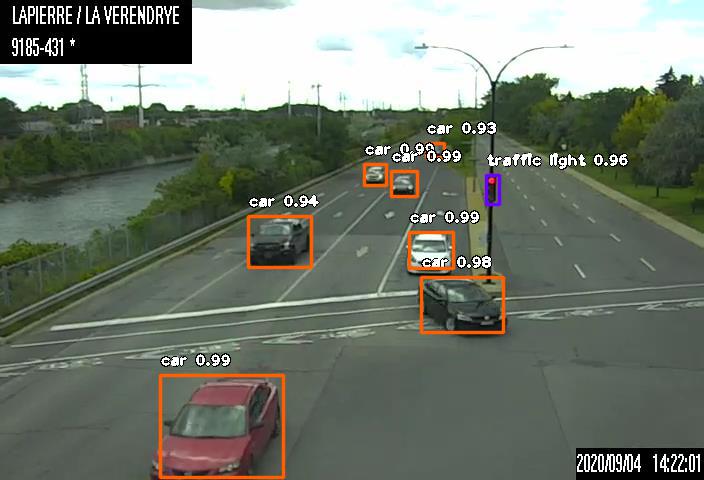 LAPIERRE / LA VERENDRYE
9185-431 *
car 0.93
car 0.99
car 0.99
traffic light 0.96
car 0.94
car 0.99
car 0.98
car 0.99
2020/09/04 14:22:01